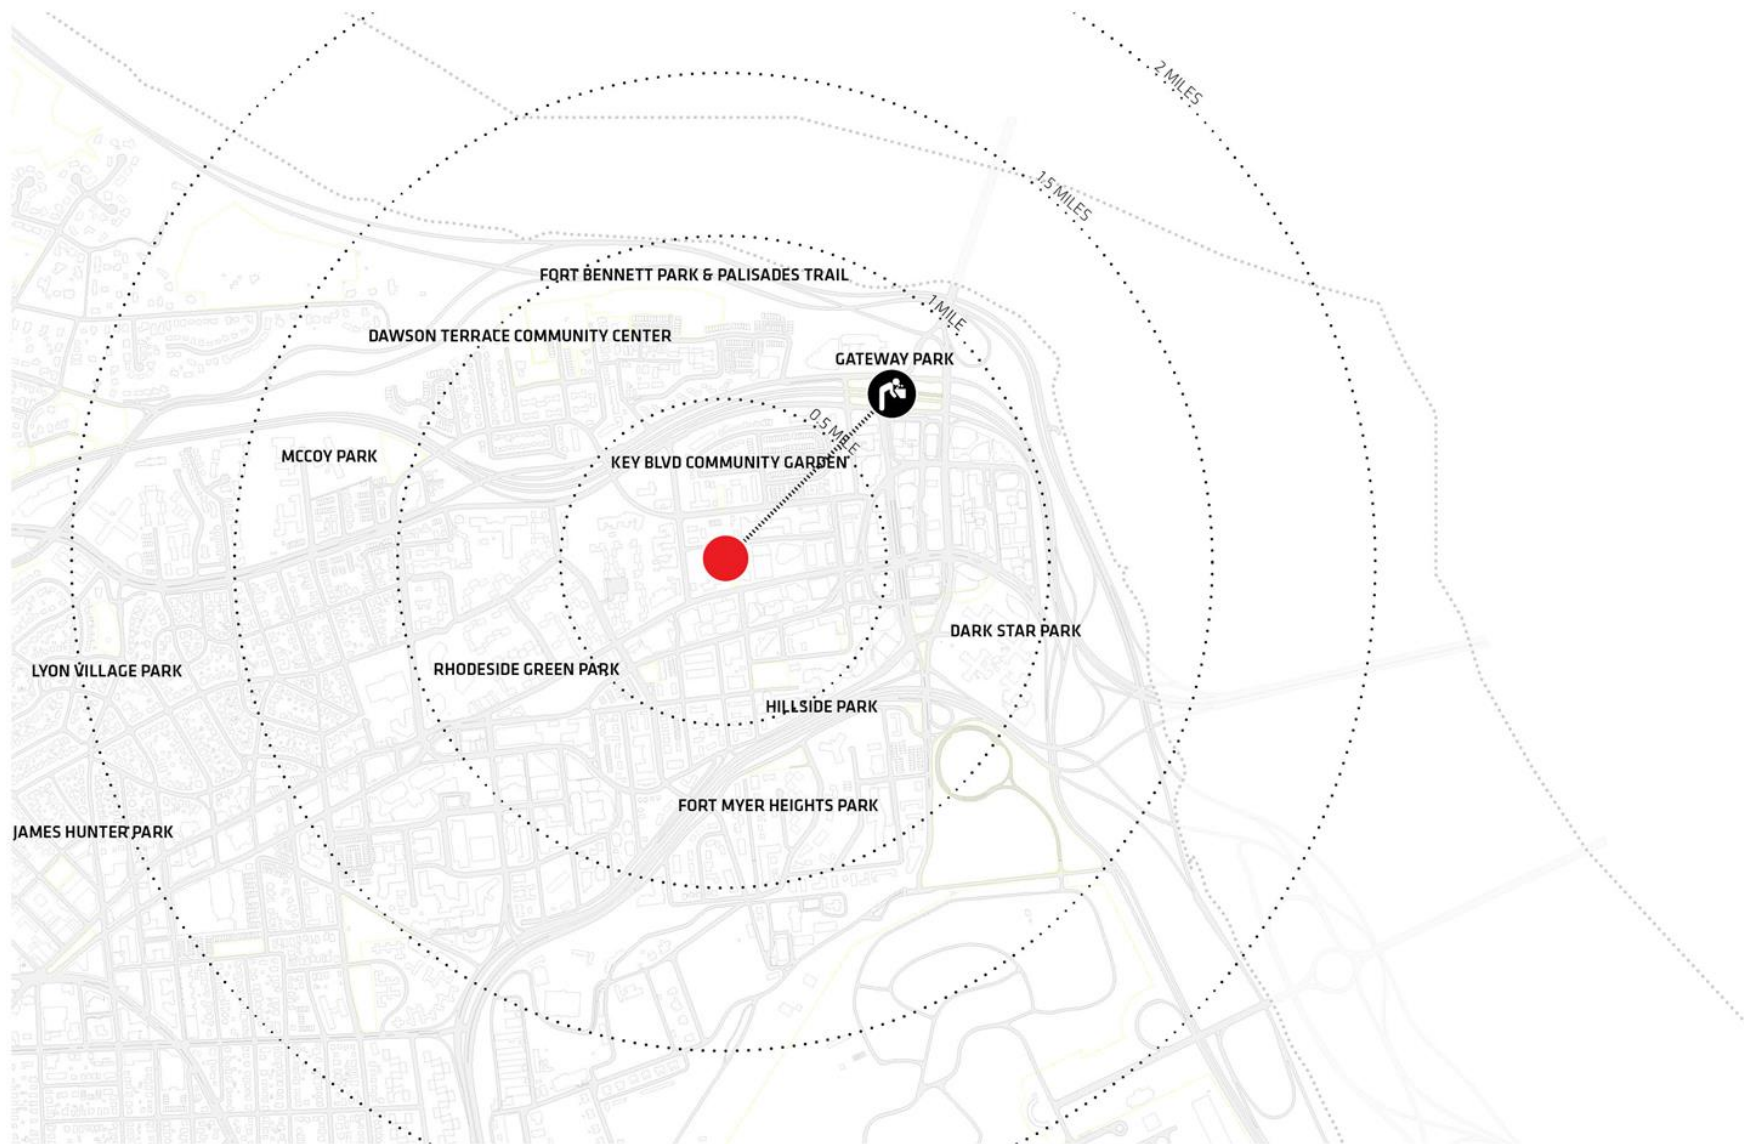 2 MILES
1.5 MILES
FORT BENNETT PARK & PALISADES TRAIL
1 MILE
DAWSON TERRACE COMMUNITY CENTER
GATEWAY PARK
0.5 MILE
MCCOY PARK
KEY BLVD COMMUNITY GARDEN
DARK STAR PARK
LYON VILLAGE PARK
RHODESIDE GREEN PARK
HILLSIDE PARK
FORT MYER HEIGHTS PARK
JAMES HUNTER PARK